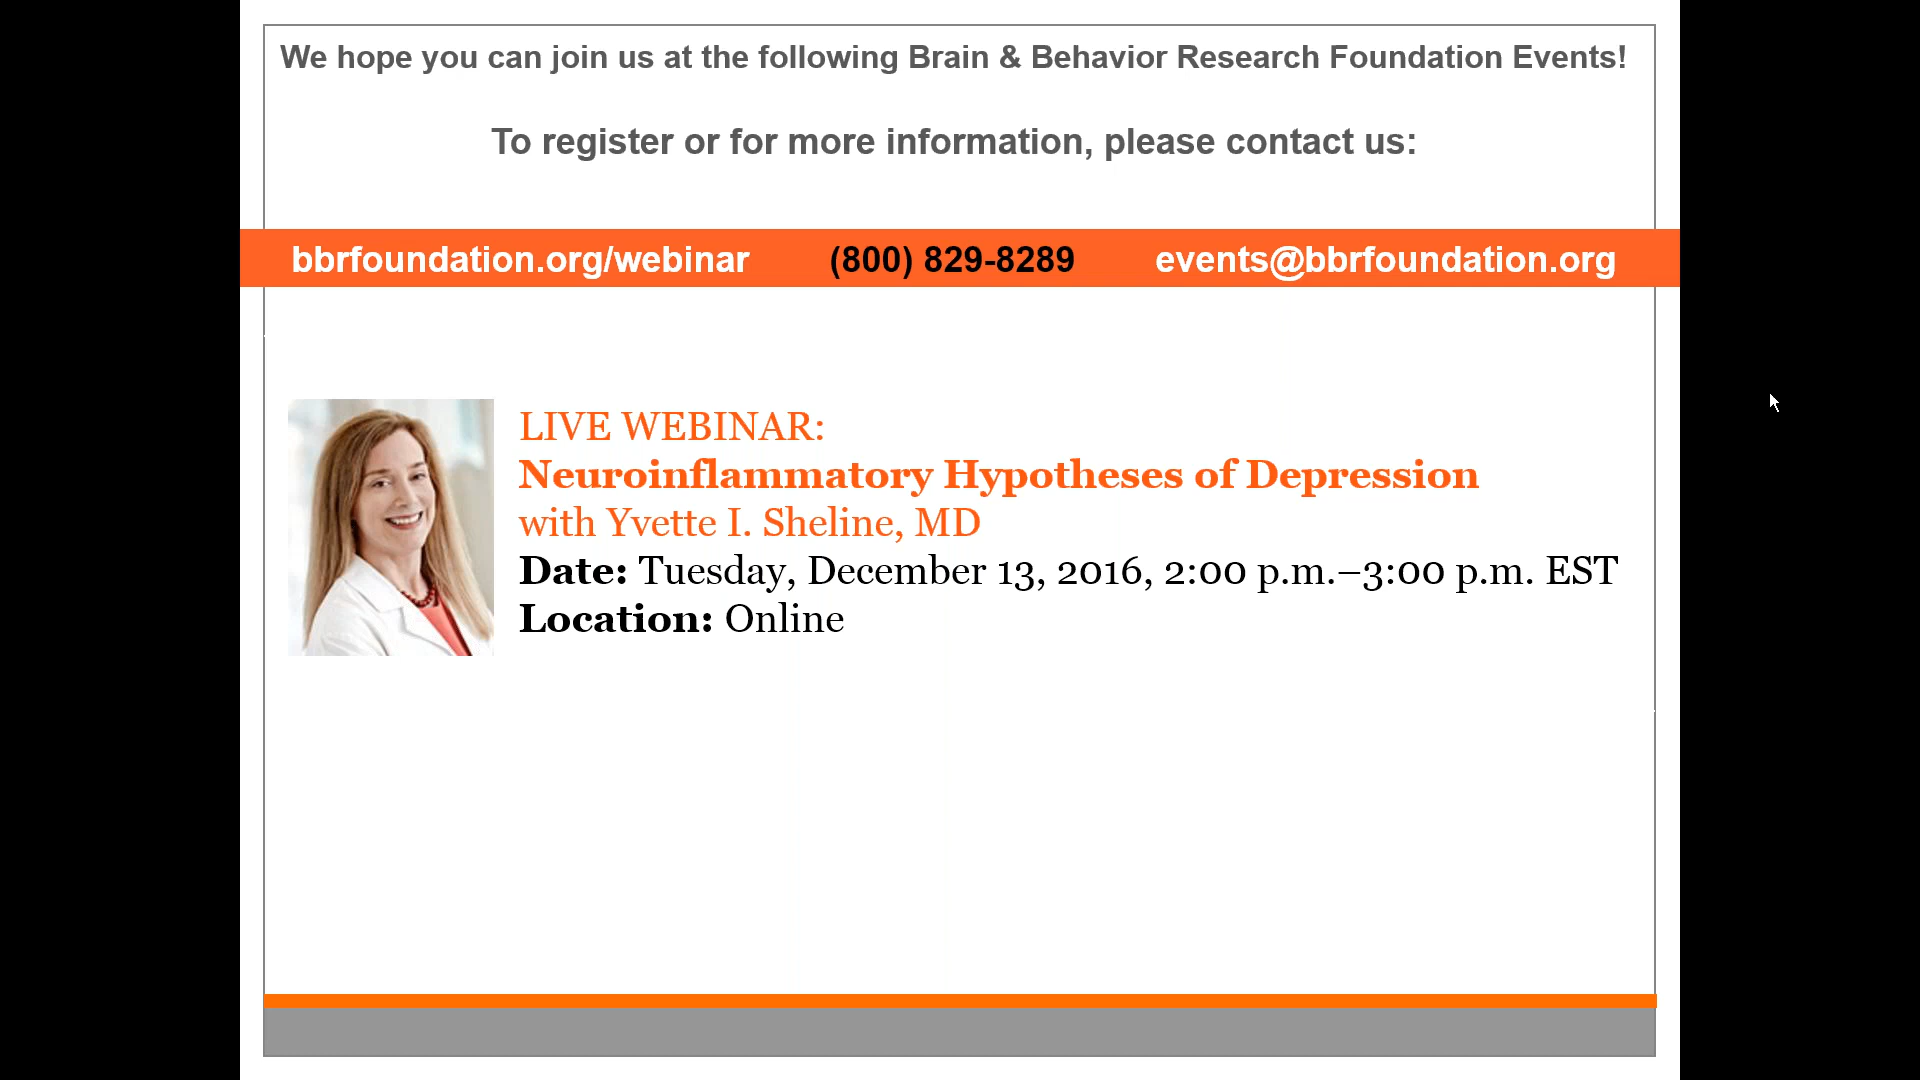 We hope you can join us at the following Brain & Behavior Research Foundation Events!
To register or for more information, please contact us:
bbrfoundation.org/webinar (800) 829-8289 events@bbrfoundation.org
LIVE WEBINAR:
Neuroinflammatory Hypotheses of Depression
with Yvette I. Sheline, MD
Date: Tuesday, December 13, 2016, 2:00 p.m.–3:00 p.m. EST
Location: Online